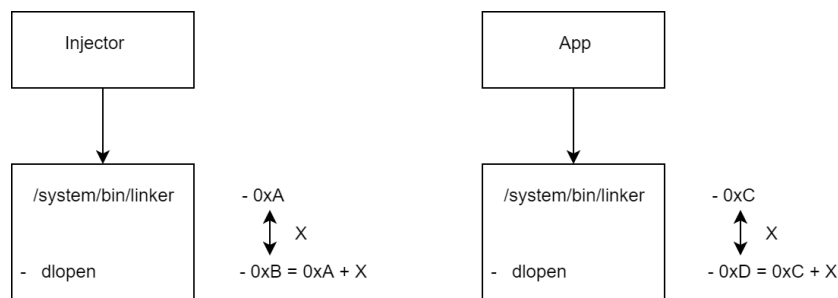 Injector
App
/system/bin/linker
- 0xA
X
- dlopen
- 0xB = 0xA + X
/system/bin/linker
- 0xC
X
- dlopen
- 0xD = 0xC + X